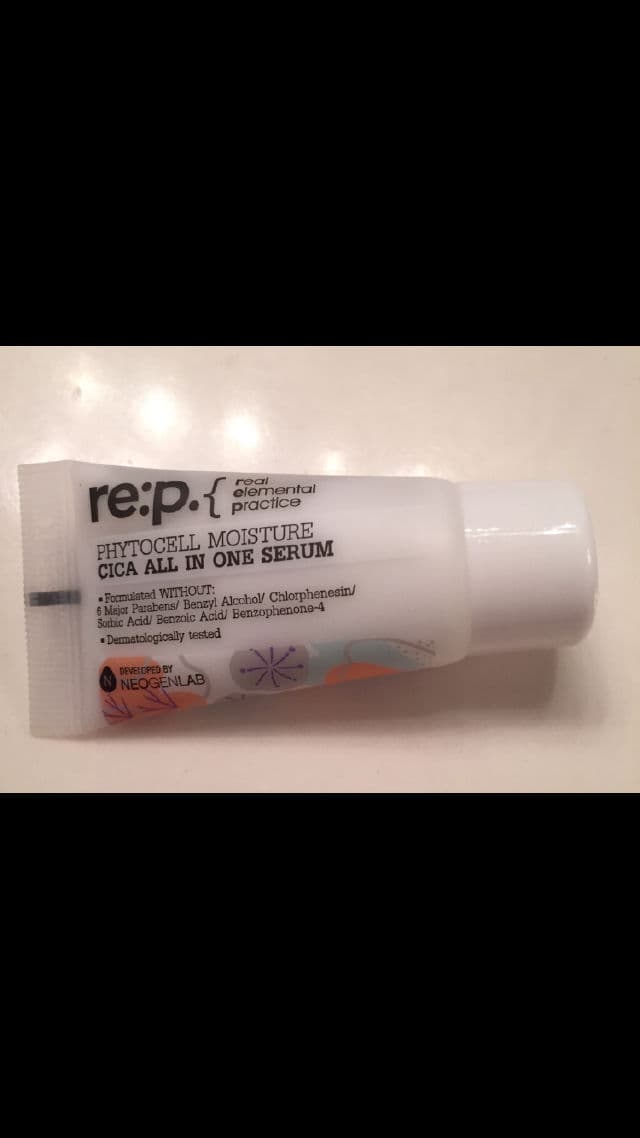 re:p.{
real
elemental
practice
PHYTOCELL MOISTURE
CICA ALL IN ONE SERUM
▪ Formulated WITHOUT:
6 Major Parabens/ Benzyl Alcohol/ Chlorphenesin/
Sorbic Acid/ Benzoic Acid/ Benzophenone-4
▪ Dermatologically tested
N
DEVELOPED BY
NEOGENLAB